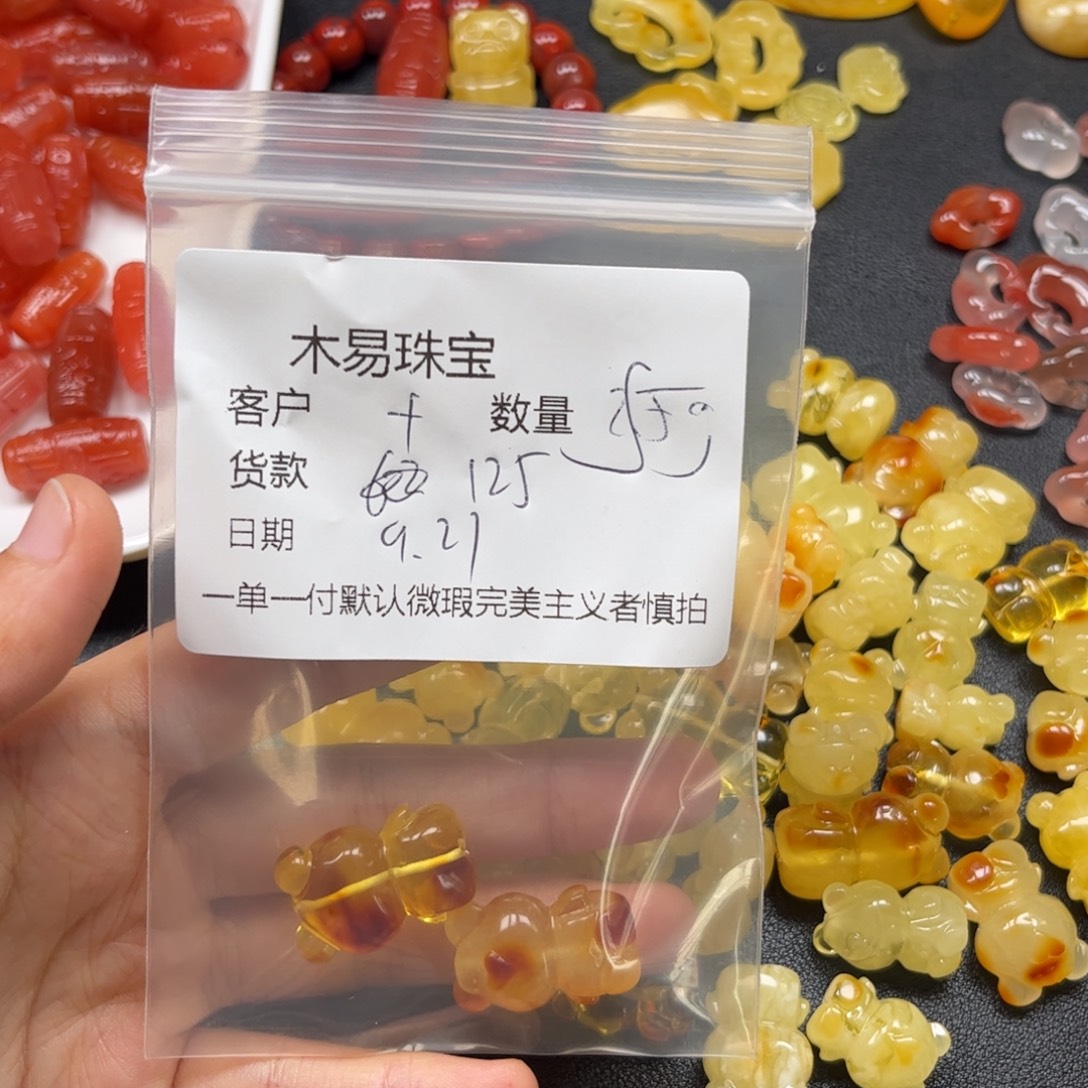 木易珠宝
客户 十 数量
货款 125
日期 9.21
一单一付默认微瑕完美主义者慎拍